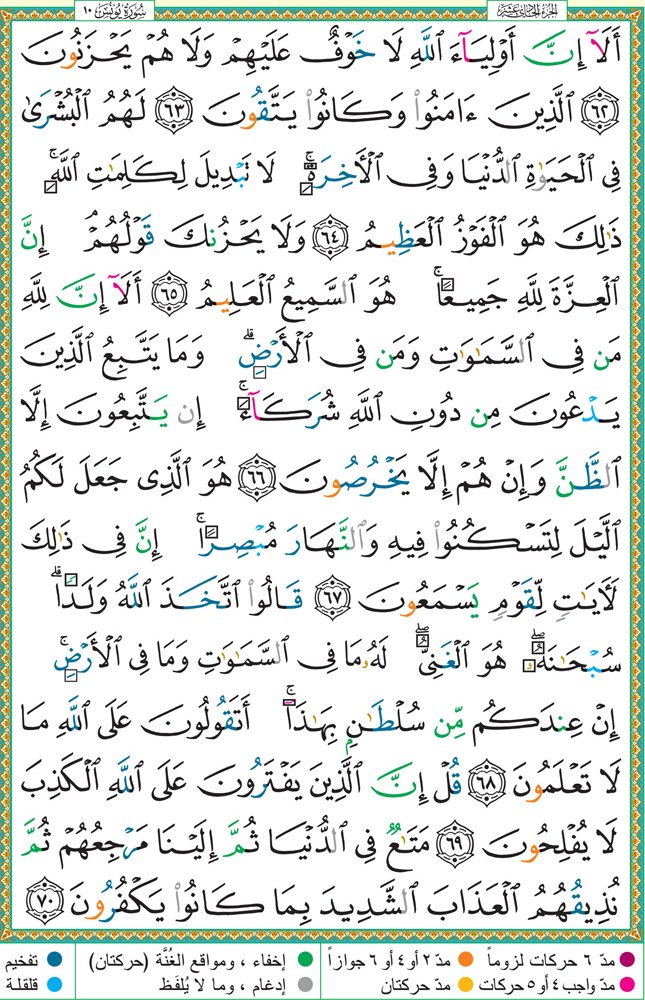 الجزء الحادي عشر سورة يونس ١٠
أَلَآ إِنَّ أَوْلِيَآءَ ٱللَّهِ لَا خَوْفٌ عَلَيْهِمْ وَلَا هُمْ يَحْزَنُونَ
﴿٦٢﴾ ٱلَّذِينَ ءَامَنُوا۟ وَكَانُوا۟ يَتَّقُونَ ﴿٦٣﴾ لَهُمُ ٱلْبُشْرَىٰ
فِى ٱلْحَيَوٰةِ ٱلدُّنْيَا وَفِى ٱلْأَخِرَةِ ۚ لَا تَبْدِيلَ لِكَلِمَٰتِ ٱللَّهِ ۚ
ذَٰلِكَ هُوَ ٱلْفَوْزُ ٱلْعَظِيمُ ﴿٦٤﴾ وَلَا يَحْزُنكَ قَوْلُهُمْ ۘ إِنَّ
ٱلْعِزَّةَ لِلَّهِ جَمِيعًا ۚ هُوَ ٱلسَّمِيعُ ٱلْعَلِيمُ ﴿٦٥﴾ أَلَآ إِنَّ لِلَّهِ
مَن فِى ٱلسَّمَٰوَٰتِ وَمَن فِى ٱلْأَرْضِ ۗ وَمَا يَتَّبِعُ ٱلَّذِينَ
يَدْعُونَ مِن دُونِ ٱللَّهِ شُرَكَآءَ ۚ إِن يَتَّبِعُونَ إِلَّا
ٱلظَّنَّ وَإِنْ هُمْ إِلَّا يَخْرُصُونَ ﴿٦٦﴾ هُوَ ٱلَّذِى جَعَلَ لَكُمُ
ٱلَّيْلَ لِتَسْكُنُوا۟ فِيهِ وَٱلنَّهَارَ مُبْصِرًا ۚ إِنَّ فِى ذَٰلِكَ
لَأَيَٰتٍ لِّقَوْمٍ يَسْمَعُونَ ﴿٦٧﴾ قَالُوا۟ ٱتَّخَذَ ٱللَّهُ وَلَدًا ۗ
سُبْحَٰنَهُۥ ۖ هُوَ ٱلْغَنِىُّ ۖ لَهُۥ مَا فِى ٱلسَّمَٰوَٰتِ وَمَا فِى ٱلْأَرْضِ ۚ
إِنْ عِندَكُم مِّن سُلْطَٰنٍۭ بِهَٰذَآ ۚ أَتَقُولُونَ عَلَى ٱللَّهِ مَا
لَا تَعْلَمُونَ ﴿٦٨﴾ قُلْ إِنَّ ٱلَّذِينَ يَفْتَرُونَ عَلَى ٱللَّهِ ٱلْكَذِبَ
لَا يُفْلِحُونَ ﴿٦٩﴾ مَتَٰعٌ فِى ٱلدُّنْيَا ثُمَّ إِلَيْنَا مَرْجِعُهُمْ ثُمَّ
نُذِيقُهُمُ ٱلْعَذَابَ ٱلشَّدِيدَ بِمَا كَانُوا۟ يَكْفُرُونَ ﴿٧٠﴾
مدّ ٦ حركات لزوماً مدّ ٢ أو ٤ أو ٦ جوازاً إخفاء ، ومواقع الغُنَّة (حركتان) تفخيم
مدّ واجب ٤ أو ٥ حركات مدّ حركتان إدغام ، وما لا يُلفَظ قلقلة